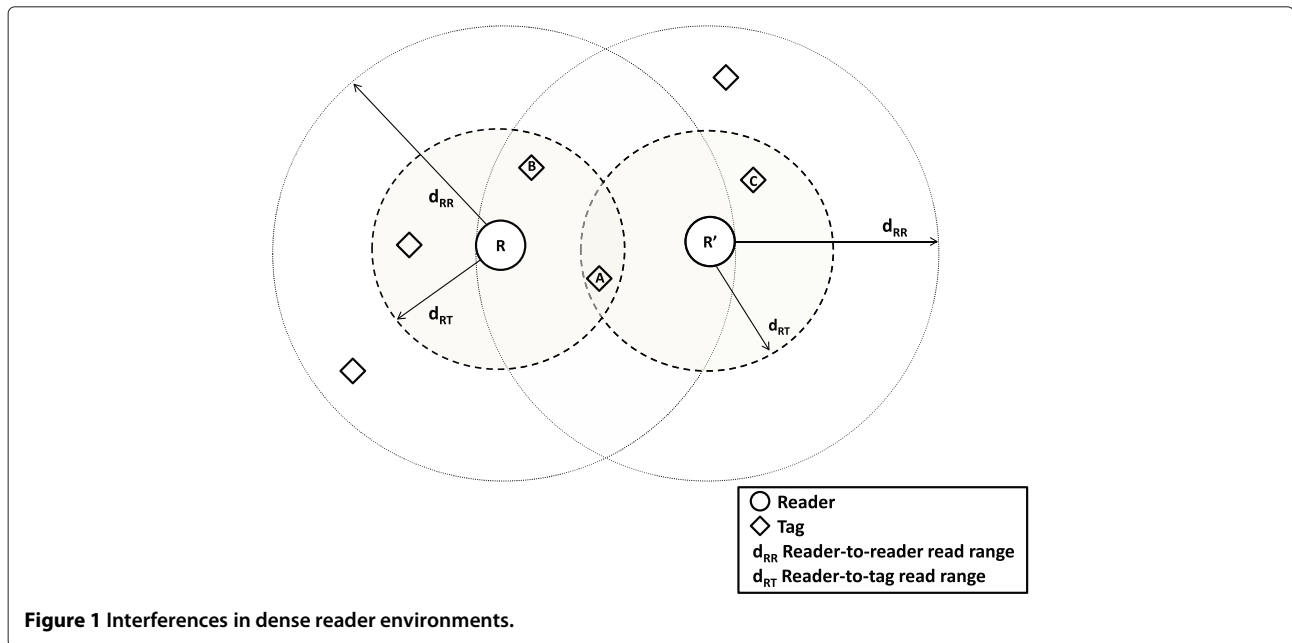 B
C
d_RR
R
R’
d_RR
A
d_RT
d_RT
Reader
Tag
d_RR Reader-to-reader read range
d_RT Reader-to-tag read range
Figure 1 Interferences in dense reader environments.